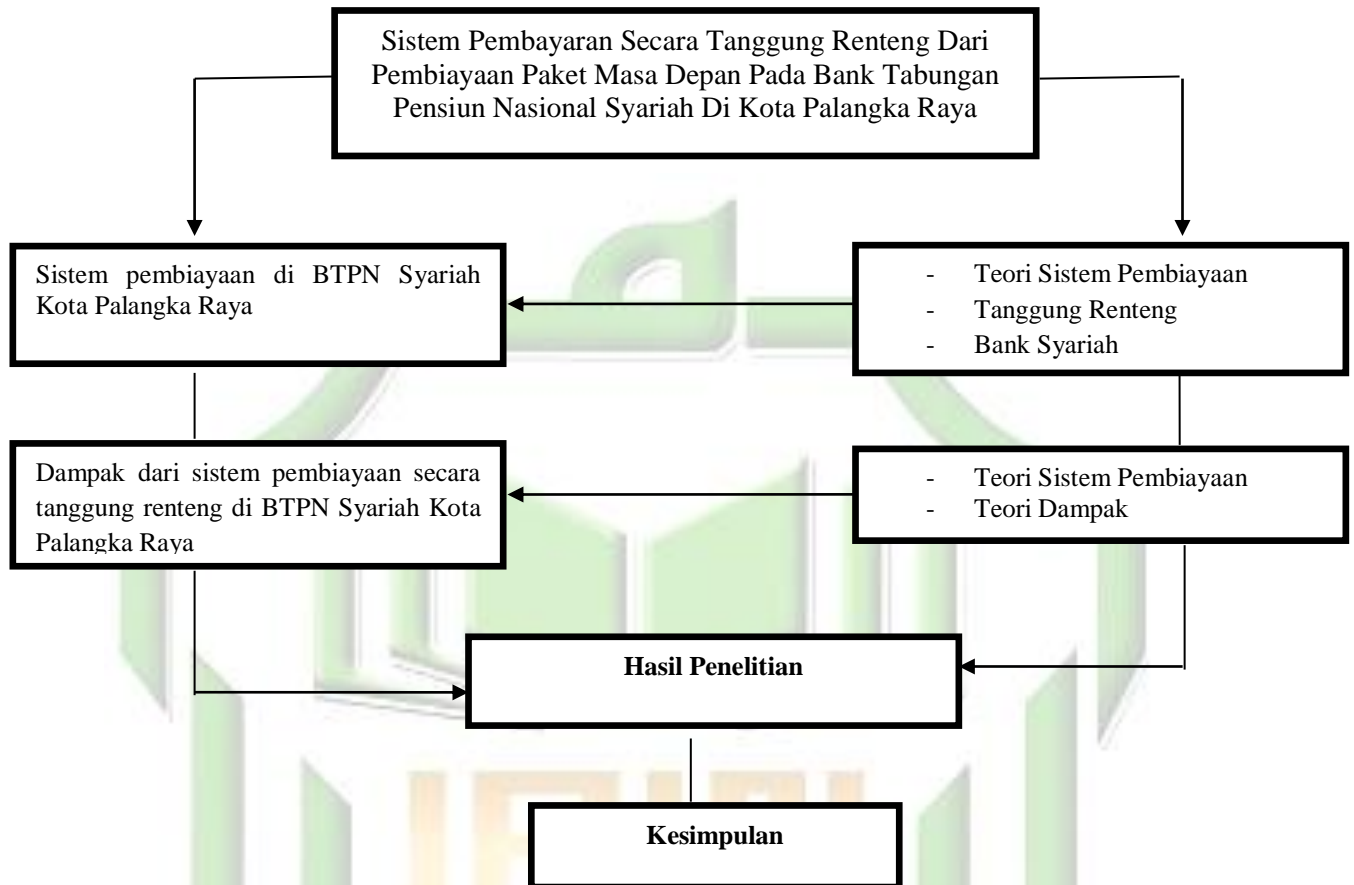 Sistem Pembayaran Secara Tanggung Renteng Dari
Pembiayaan Paket Masa Depan Pada Bank Tabungan
Pensiun Nasional Syariah Di Kota Palangka Raya
Sistem pembiayaan di BTPN Syariah
Kota Palangka Raya
- Teori Sistem Pembiayaan
- Tanggung Renteng
- Bank Syariah
Dampak dari sistem pembiayaan secara
tanggung renteng di BTPN Syariah Kota
Palangka Raya
- Teori Sistem Pembiayaan
- Teori Dampak
Hasil Penelitian
Kesimpulan